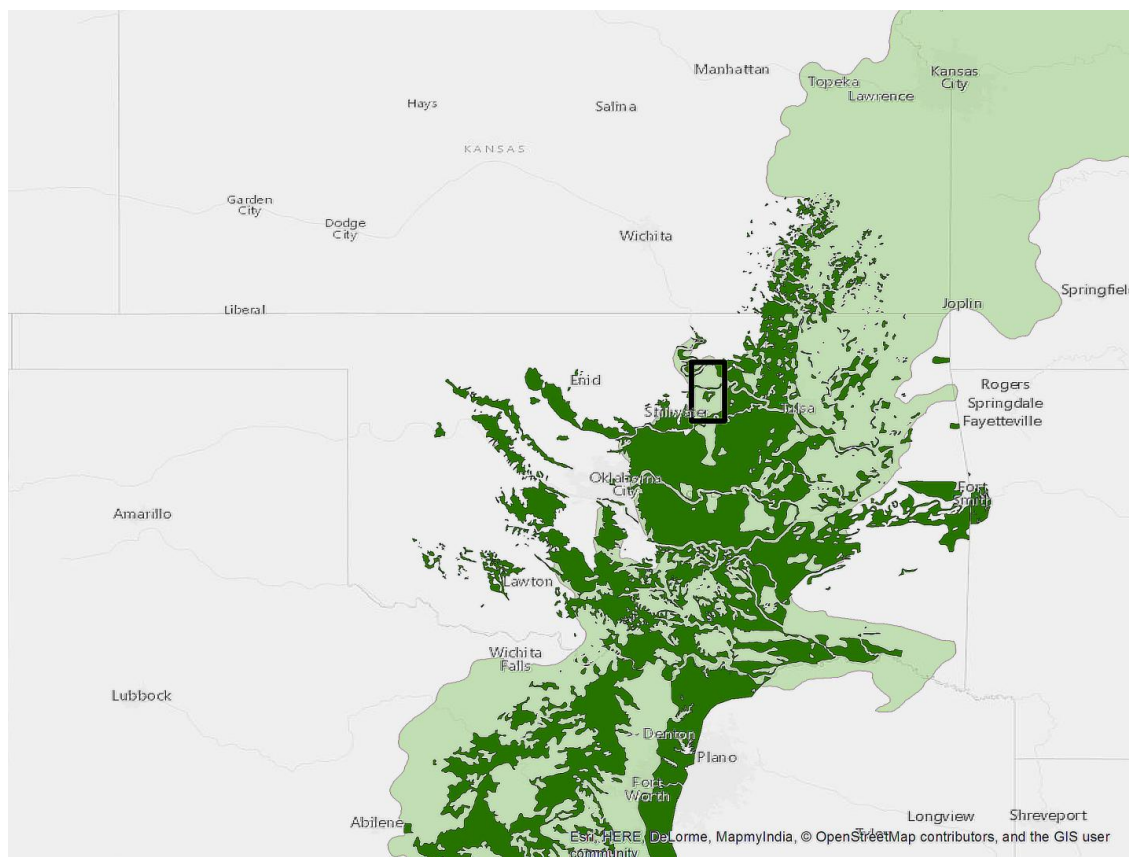 Manhattan
Kansas
City
Topeka
Lawrence
Hays
Salina
KANSAS
Garden
City
Dodge
City
Wichita
Liberal
Joplin
Springfield
Enid
Rogers
Springdale
Fayetteville
Stillwater
Tulsa
Oklahoma
City
Fort
Smith
Amarillo
Lawton
Wichita
Falls
Lubbock
Denton
Plano
Fort
Worth
Abilene
Longview
Shreveport
Tyler
Esri, HERE, DeLorme, MapmyIndia, © OpenStreetMap contributors, and the GIS user
community